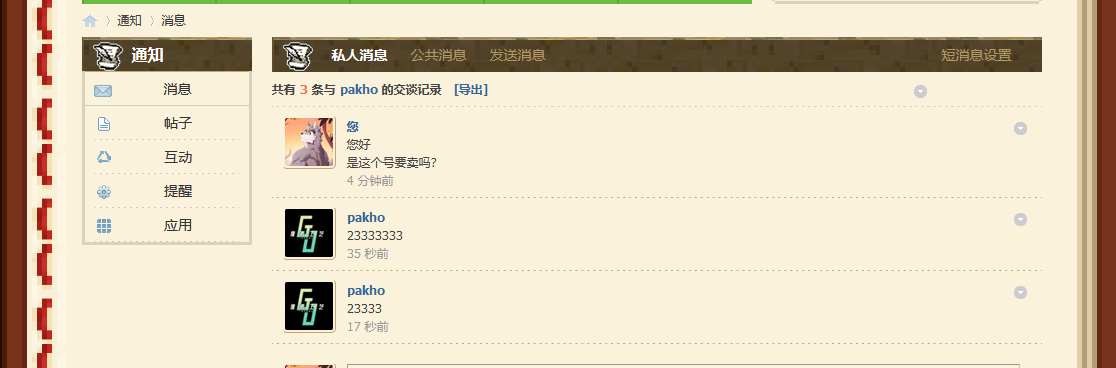 通知 消息
通知
消息
帖子
互动
提醒
应用
私人消息 公共消息 发送消息 短消息设置
共有 3 条与 pakho 的交谈记录 [导出]
您
您好
是这个号要卖吗?
4 分钟前
pakho
23333333
35 秒前
pakho
23333
17 秒前